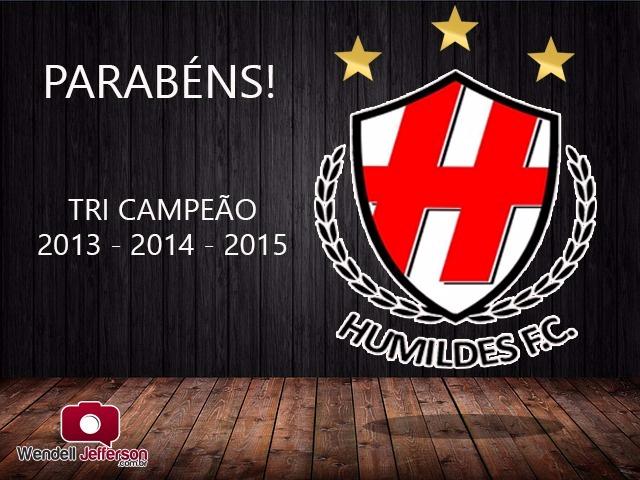 PARABÉNS!
TRI CAMPEÃO
2013 - 2014 - 2015
H
HUMILDES F.C.
Wendell Jefferson
.com.br